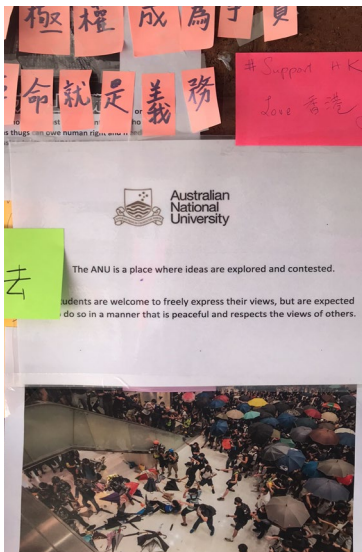 極權成為事實
命就是義務
# Support HK
Love 香港
thugs can owe human right
Australian
National
University
去
The ANU is a place where ideas are explored and contested.
tudents are welcome to freely express their views, but are expected
do so in a manner that is peaceful and respects the views of others.